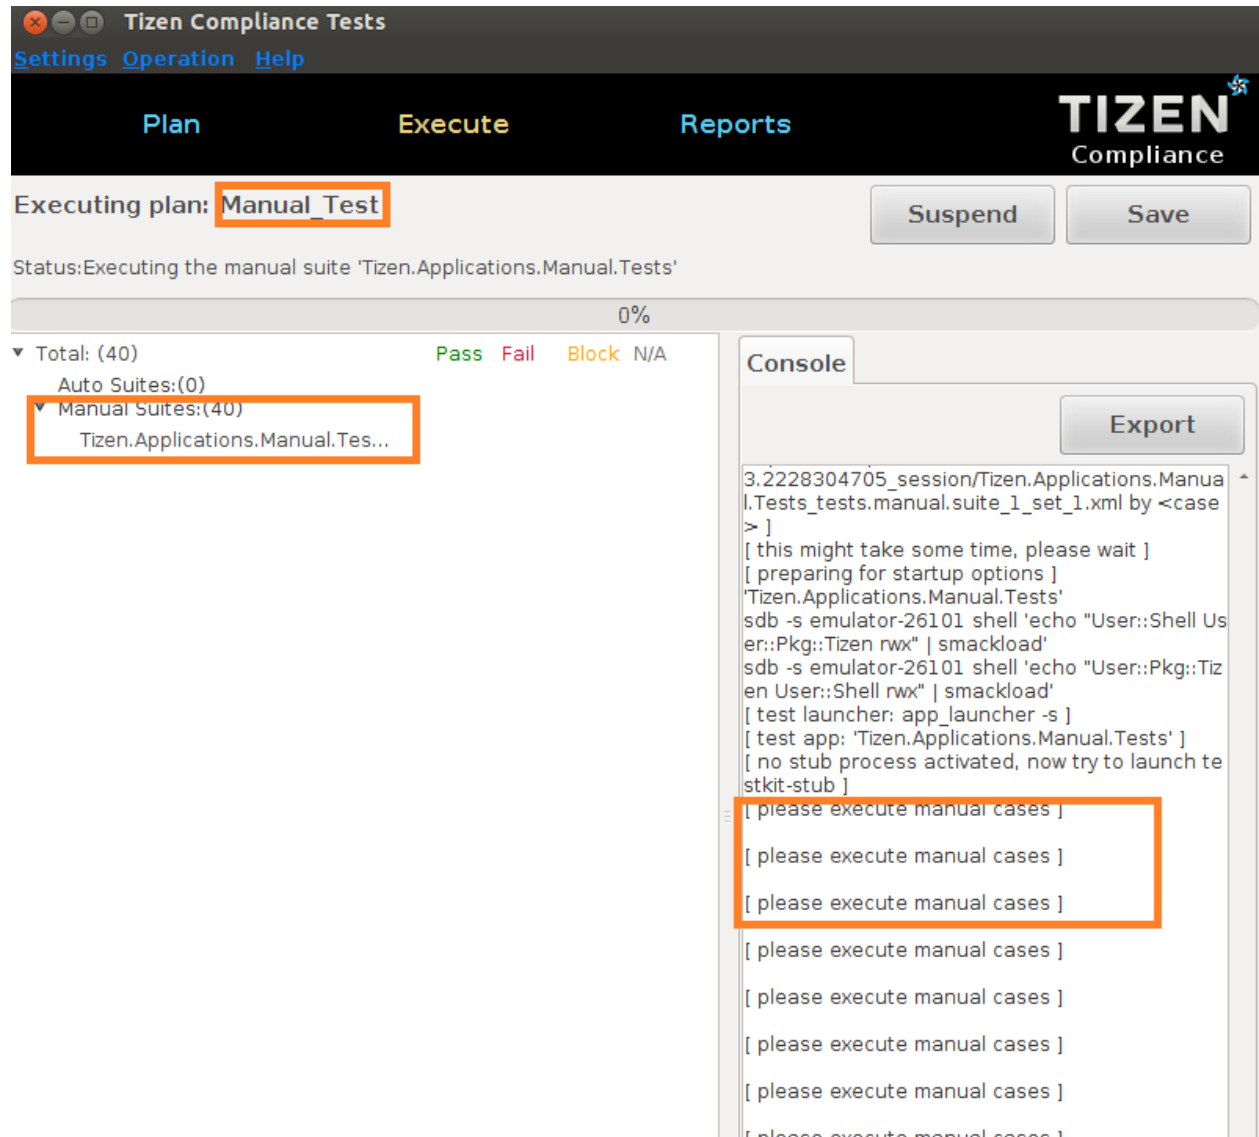 Tizen Compliance Tests
Settings Operation Help
Plan Execute Reports
TIZEN
Compliance
Executing plan: Manual_Test
Suspend Save
Status:Executing the manual suite 'Tizen.Applications.Manual.Tests'
0%
Total: (40) Pass Fail Block N/A
Auto Suites:(0)
Manual Suites:(40)
Tizen.Applications.Manual.Tes...
Console
Export
3.2228304705_session/Tizen.Applications.Manua
l.Tests_tests.manual.suite_1_set_1.xml by <case
> ]
[ this might take some time, please wait ]
[ preparing for startup options ]
'Tizen.Applications.Manual.Tests'
sdb -s emulator-26101 shell 'echo "User::Shell Us
er::Pkg::Tizen rwx" | smackload'
sdb -s emulator-26101 shell 'echo "User::Pkg::Tiz
en User::Shell rwx" | smackload'
[ test launcher: app_launcher -s ]
[ test app: 'Tizen.Applications.Manual.Tests' ]
[ no stub process activated, now try to launch te
stkit-stub ]
[ please execute manual cases ]
[ please execute manual cases ]
[ please execute manual cases ]
[ please execute manual cases ]
[ please execute manual cases ]
[ please execute manual cases ]
[ please execute manual cases ]
[ please execute manual cases ]